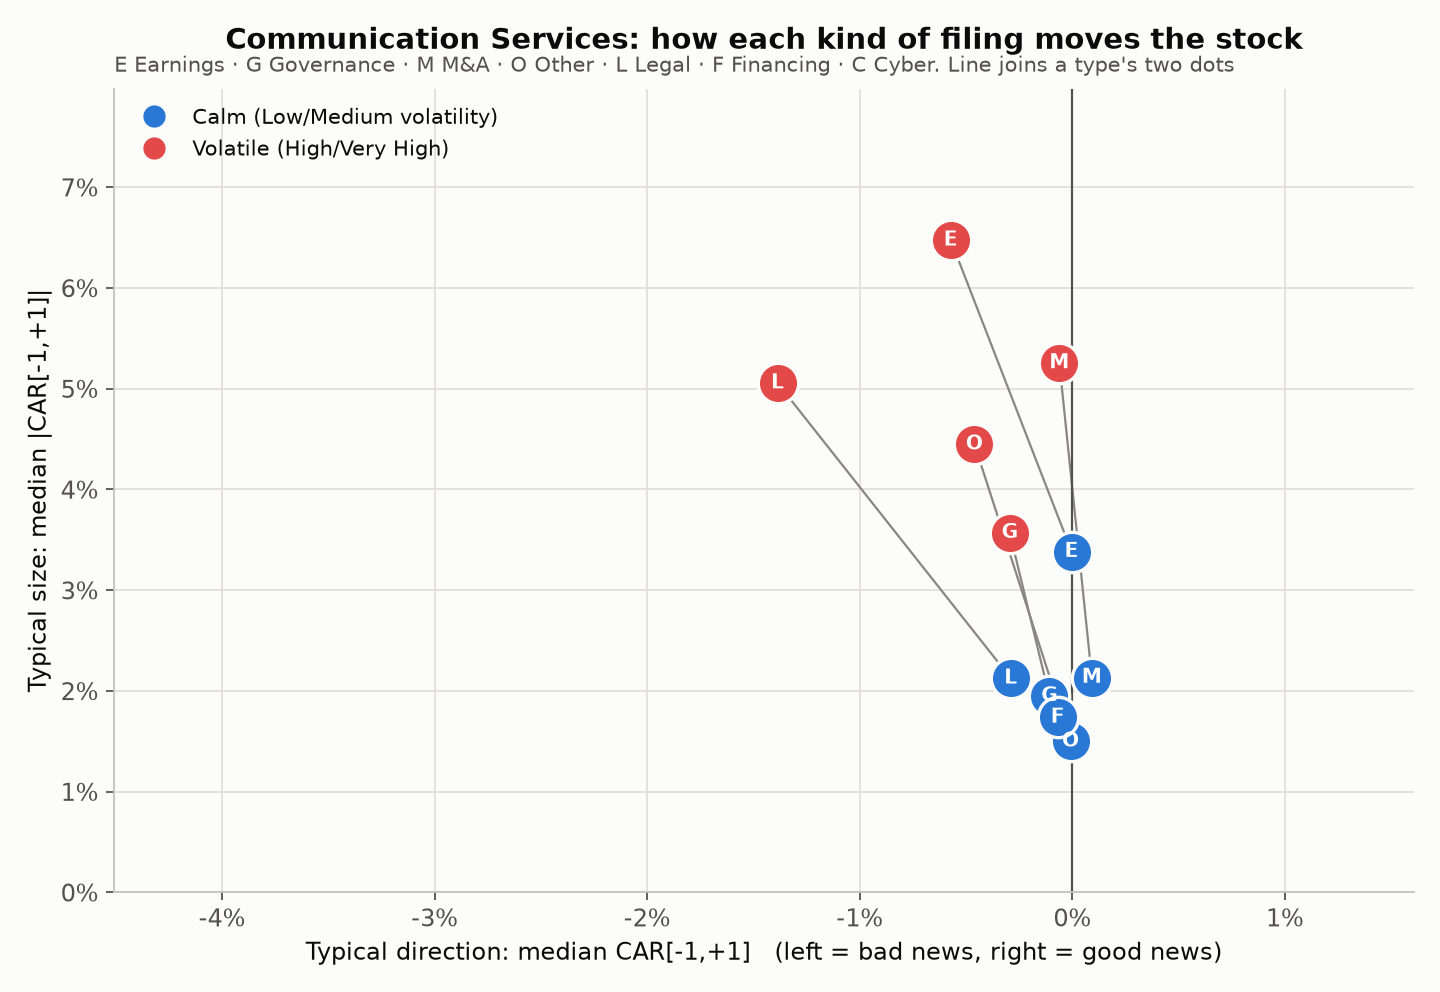 Communication Services: how each kind of filing moves the stock
E Earnings · G Governance · M M&A · O Other · L Legal · F Financing · C Cyber. Line joins a type's two dots
Calm (Low/Medium volatility)
Volatile (High/Very High)
7%
6%
5%
4%
3%
2%
1%
0%
Typical size: median |CAR[-1,+1]|
E
M
L
O
G
E
L
M
G
F
O
-4%
-3%
-2%
-1%
0%
1%
Typical direction: median CAR[-1,+1]   (left = bad news, right = good news)